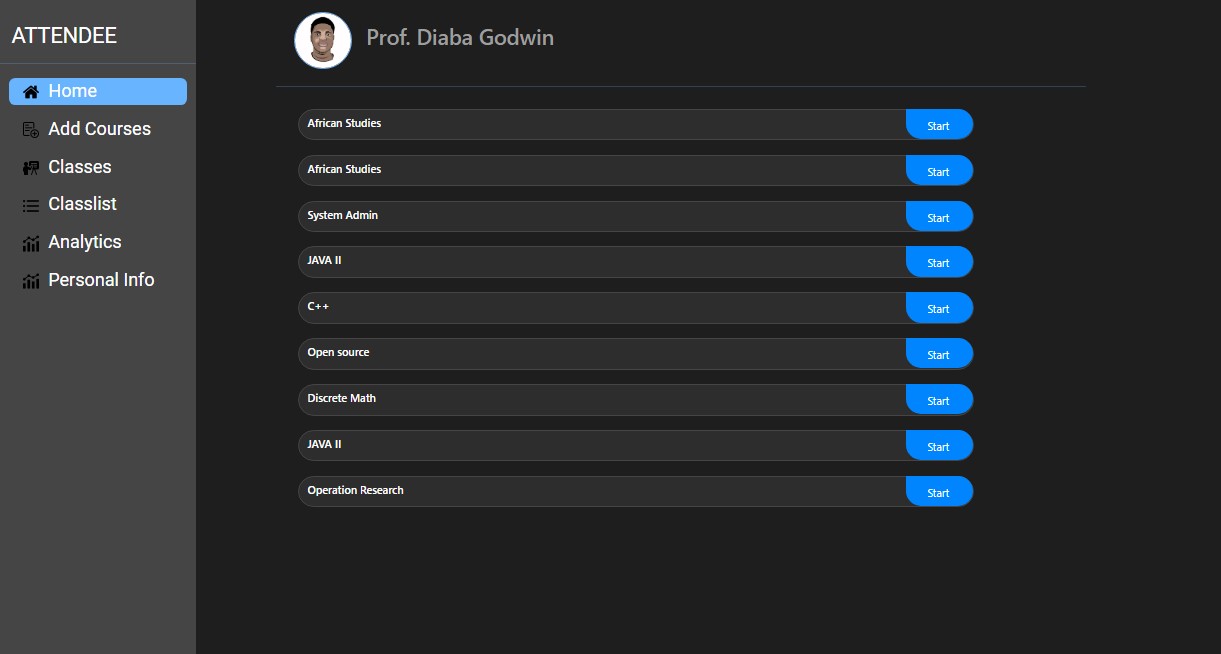 ATTENDEE
Home
Add Courses
Classes
Classlist
Analytics
Personal Info
Prof. Diaba Godwin
African Studies Start
African Studies Start
System Admin Start
JAVA II Start
C++ Start
Open source Start
Discrete Math Start
JAVA II Start
Operation Research Start